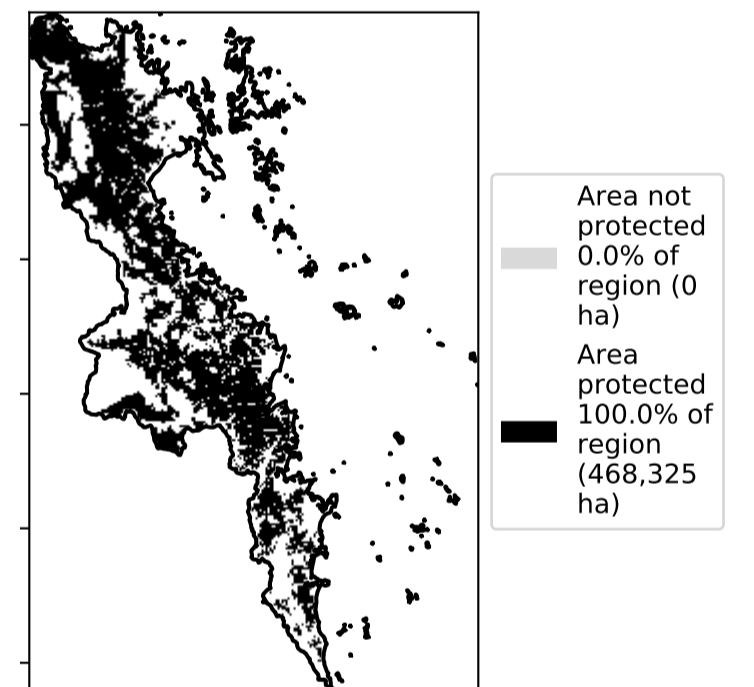 Area not
protected
0.0% of
region (0
ha)
Area
protected
100.0% of
region
(468,325
ha)